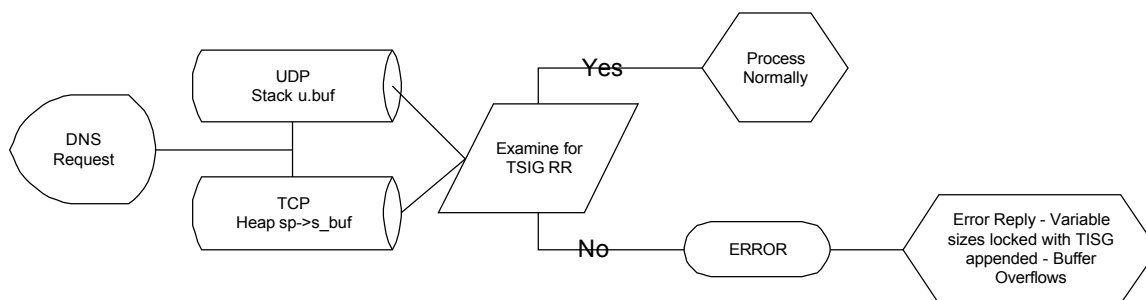 DNS
Request
UDP
Stack u.buf
TCP
Heap sp->s_buf
Examine for
TSIG RR
Yes
Process
Normally
No
ERROR
Error Reply - Variable
sizes locked with TISG
appended - Buffer
Overflows